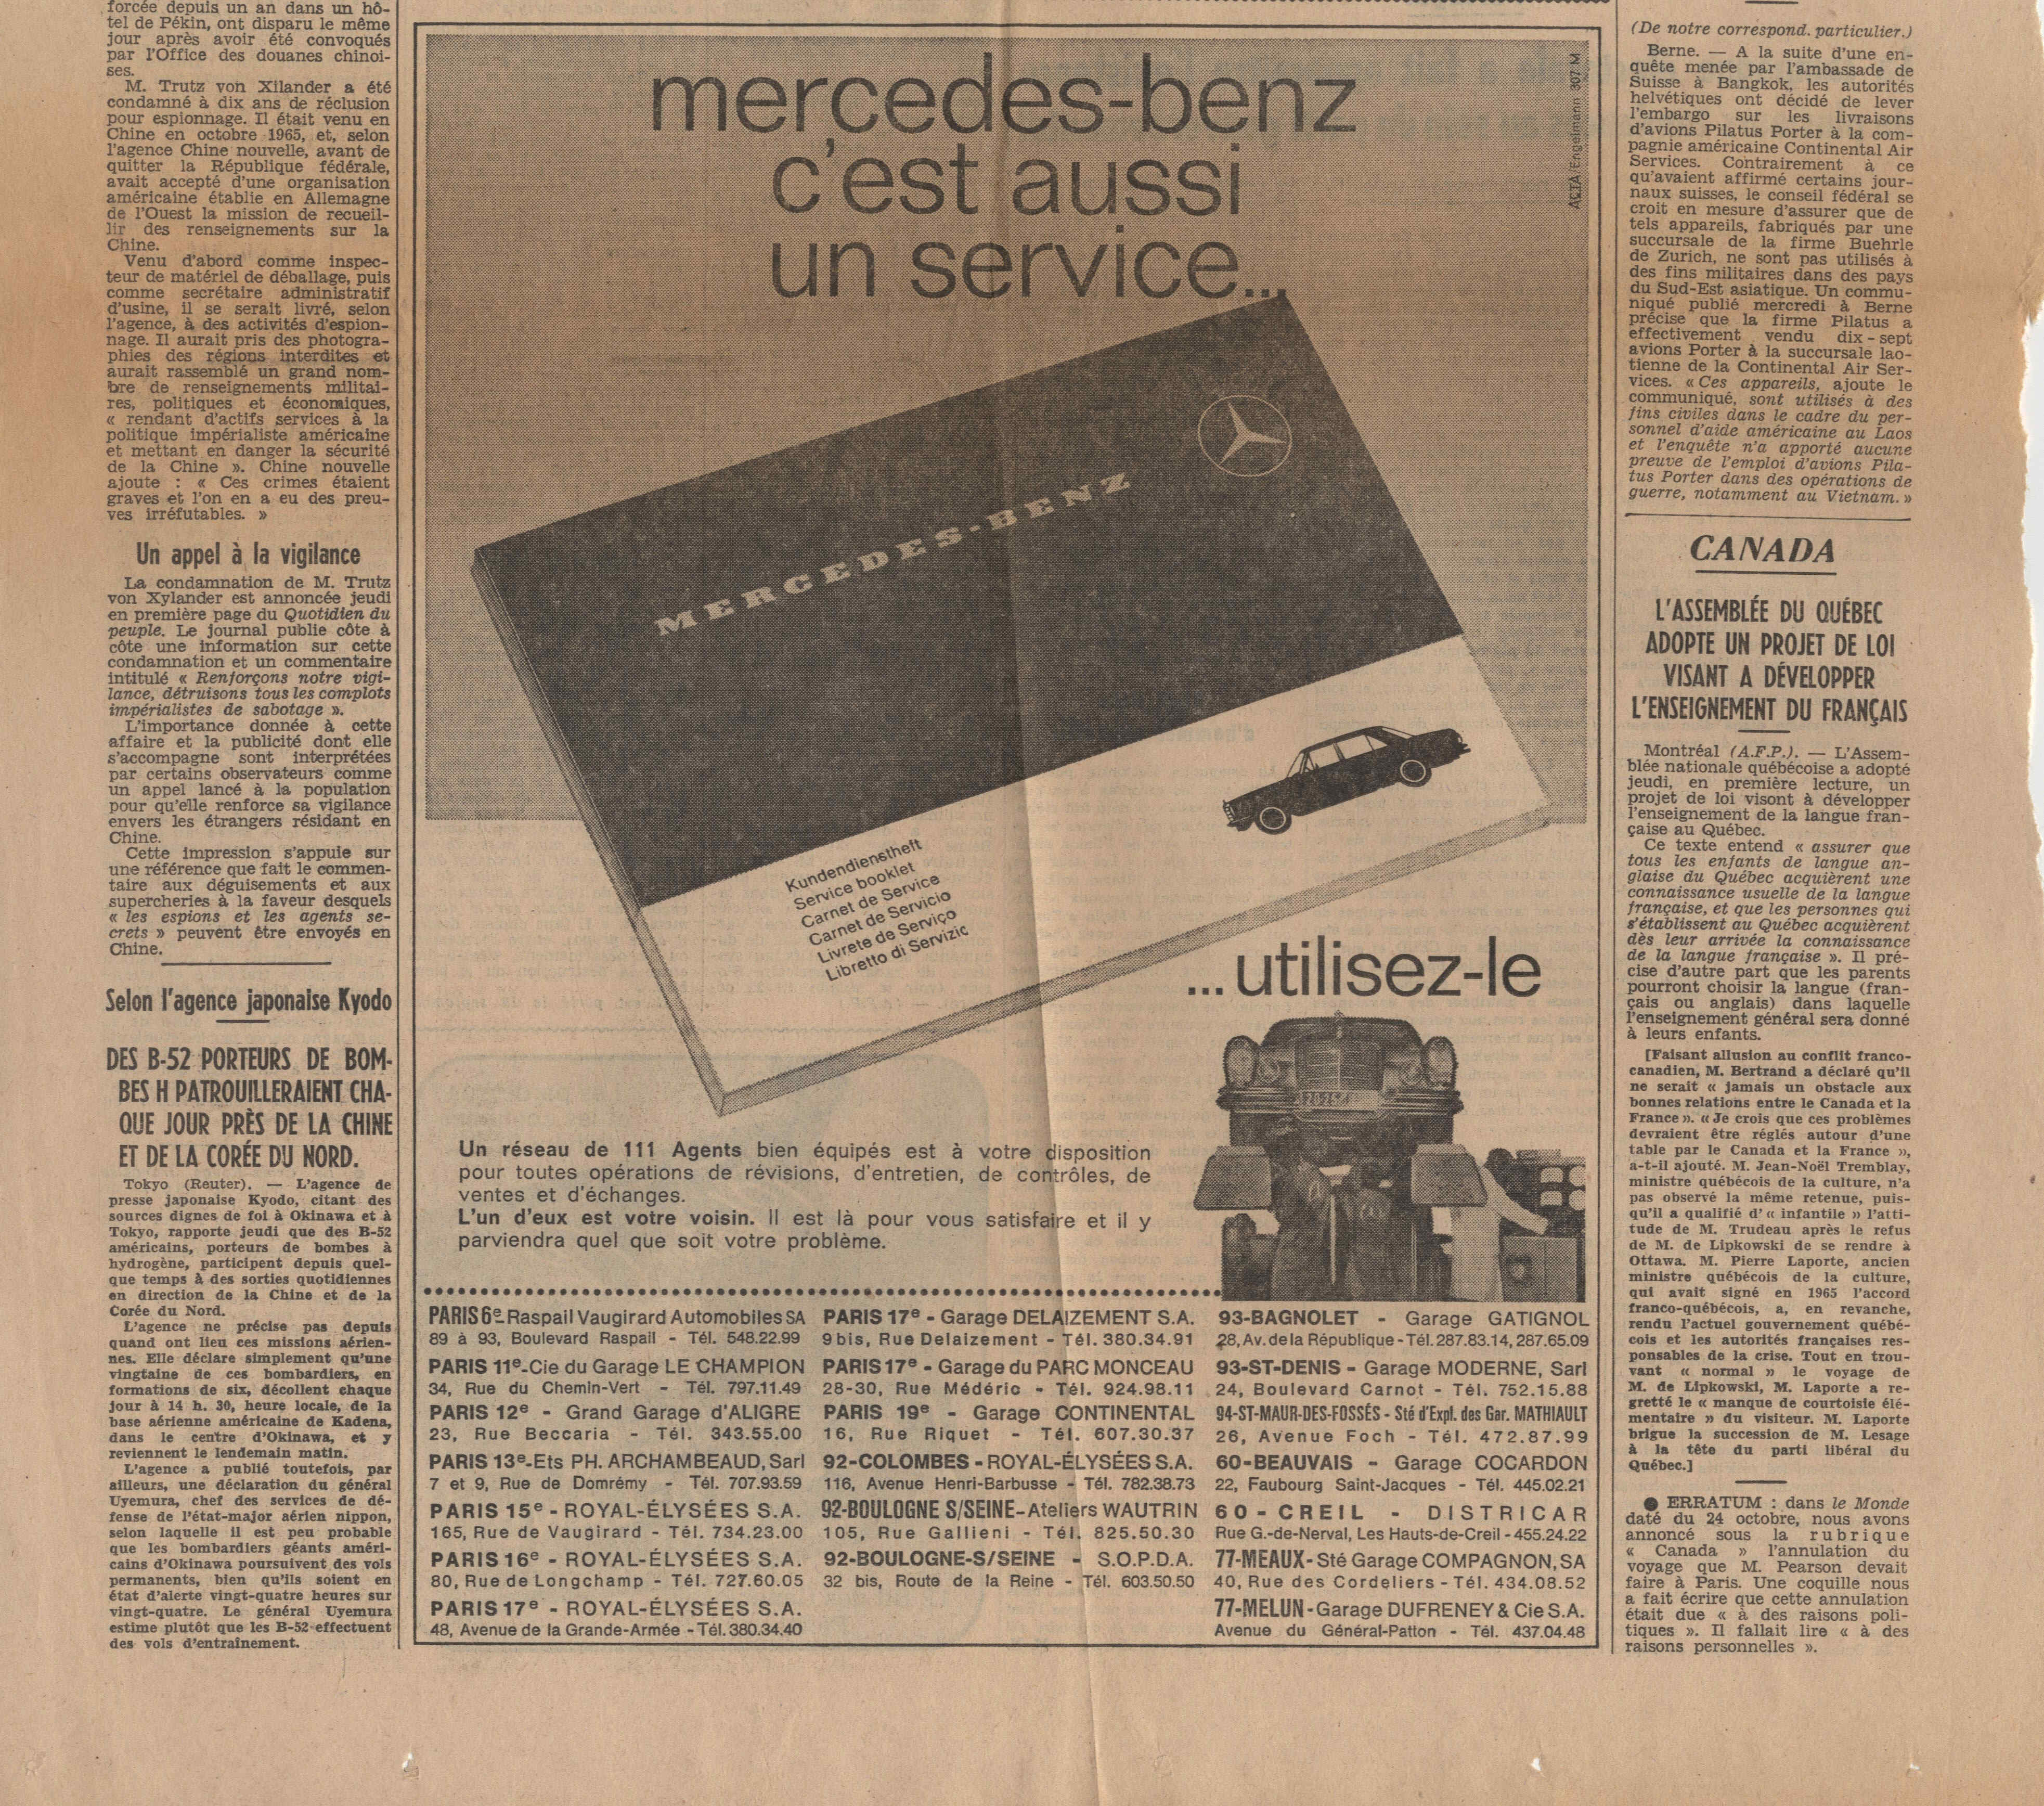 forcée depuis un an dans un hô-
tel de Pékin, ont disparu le même
jour après avoir été convoqués
par l'Office des douanes chinoi-
ses.
M. Trutz von Xilander a été
condamné à dix ans de réclusion
pour espionnage. Il était venu en
Chine en octobre 1965, et, selon
l'agence Chine nouvelle, avant de
quitter la République fédérale,
avait accepté d'une organisation
américaine établie en Allemagne
de l'Ouest la mission de recueil-
lir des renseignements sur la
Chine.
Venu d'abord comme inspec-
teur de matériel de déballage, puis
comme secrétaire administratif
d'usine, il se serait livré, selon
l'agence, à des activités d'espion-
nage. Il aurait pris des photogra-
phies des régions interdites et
aurait rassemblé un grand nom-
bre de renseignements militai-
res, politiques et économiques,
« rendant d'actifs services à la
politique impérialiste américaine
et mettant en danger la sécurité
de la Chine ». Chine nouvelle
ajoute : « Ces crimes étaient
graves et l'on en a eu des preu-
ves irréfutables. »
Un appel à la vigilance
La condamnation de M. Trutz
von Xylander est annoncée jeudi
en première page du Quotidien du
peuple. Le journal publie côte à
côte une information sur cette
condamnation et un commentaire
intitulé « Renforçons notre vigi-
lance, détruisons tous les complots
impérialistes de sabotage ».
L'importance donnée à cette
affaire et la publicité dont elle
s'accompagne sont interprétées
par certains observateurs comme
un appel lancé à la population
pour qu'elle renforce sa vigilance
envers les étrangers résidant en
Chine.
Cette impression s'appuie sur
une référence que fait le commen-
taire aux déguisements et aux
supercheries à la faveur desquels
« les espions et les agents se-
crets » peuvent être envoyés en
Chine.
Selon l'agence japonaise Kyodo
DES B-52 PORTEURS DE BOM-
BES H PATROUILLERAIENT CHA-
QUE JOUR PRÈS DE LA CHINE
ET DE LA CORÉE DU NORD.
Tokyo (Reuter). — L'agence de
presse japonaise Kyodo, citant des
sources dignes de foi à Okinawa et à
Tokyo, rapporte jeudi que des B-52
américains, porteurs de bombes à
hydrogène, participent depuis quel-
que temps à des sorties quotidiennes
en direction de la Chine et de la
Corée du Nord.
L'agence ne précise pas depuis
quand ont lieu ces missions aérien-
nes. Elle déclare simplement qu'une
vingtaine de ces bombardiers, en
formations de six, décollent chaque
jour à 14 h. 30, heure locale, de la
base aérienne américaine de Kadena,
dans le centre d'Okinawa, et y
reviennent le lendemain matin.
L'agence a publié toutefois, par
ailleurs, une déclaration du général
Uyemura, chef des services de dé-
fense de l'état-major aérien nippon,
selon laquelle il est peu probable
que les bombardiers géants améri-
cains d'Okinawa poursuivent des vols
permanents, bien qu'ils soient en
état d'alerte vingt-quatre heures sur
vingt-quatre. Le général Uyemura
estime plutôt que les B-52 effectuent
des vols d'entraînement.
mercedes-benz
c'est aussi
un service...
ACTA Engelmann 307 M
MERCEDES-BENZ
Kundendienstheft
Service booklet
Carnet de Service
Carnet de Servicio
Livrete de Serviço
Libretto di Servizio
...utilisez-le
Un réseau de 111 Agents bien équipés est à votre disposition
pour toutes opérations de révisions, d'entretien, de contrôles, de
ventes et d'échanges.
L'un d'eux est votre voisin. Il est là pour vous satisfaire et il y
parviendra quel que soit votre problème.
PARIS 6e - Raspail Vaugirard Automobiles SA
89 à 93, Boulevard Raspail - Tél. 548.22.99
PARIS 11e - Cie du Garage LE CHAMPION
34, Rue du Chemin-Vert - Tél. 797.11.49
PARIS 12e - Grand Garage d'ALIGRE
23, Rue Beccaria - Tél. 343.55.00
PARIS 13e - Ets PH. ARCHAMBEAUD, Sarl
7 et 9, Rue de Domrémy - Tél. 707.93.59
PARIS 15e - ROYAL-ÉLYSÉES S.A.
165, Rue de Vaugirard - Tél. 734.23.00
PARIS 16e - ROYAL-ÉLYSÉES S.A.
80, Rue de Longchamp - Tél. 727.60.05
PARIS 17e - ROYAL-ÉLYSÉES S.A.
48, Avenue de la Grande-Armée - Tél. 380.34.40
PARIS 17e - Garage DELAIZEMENT S.A.
9 bis, Rue Delaizement - Tél. 380.34.91
PARIS 17e - Garage du PARC MONCEAU
28-30, Rue Médéric - Tél. 924.98.11
PARIS 19e - Garage CONTINENTAL
16, Rue Riquet - Tél. 607.30.37
92-COLOMBES - ROYAL-ÉLYSÉES S.A.
116, Avenue Henri-Barbusse - Tél. 782.38.73
92-BOULOGNE S/SEINE - Ateliers WAUTRIN
105, Rue Gallieni - Tél. 825.50.30
92-BOULOGNE-S/SEINE - S.O.P.D.A.
32 bis, Route de la Reine - Tél. 603.50.50
93-BAGNOLET - Garage GATIGNOL
28, Av. de la République - Tél. 287.83.14, 287.65.09
93-ST-DENIS - Garage MODERNE, Sarl
24, Boulevard Carnot - Tél. 752.15.88
94-ST-MAUR-DES-FOSSÉS - Sté d'Expl. des Gar. MATHIAULT
26, Avenue Foch - Tél. 472.87.99
60-BEAUVAIS - Garage COCARDON
22, Faubourg Saint-Jacques - Tél. 445.02.21
60 - CREIL - DISTRICAR
Rue G.-de-Nerval, Les Hauts-de-Creil - 455.24.22
77-MEAUX - Sté Garage COMPAGNON, SA
40, Rue des Cordeliers - Tél. 434.08.52
77-MELUN - Garage DUFRENEY & Cie S.A.
Avenue du Général-Patton - Tél. 437.04.48
(De notre correspond. particulier.)
Berne. — A la suite d'une en-
quête menée par l'ambassade de
Suisse à Bangkok, les autorités
helvétiques ont décidé de lever
l'embargo sur les livraisons
d'avions Pilatus Porter à la com-
pagnie américaine Continental Air
Services. Contrairement à ce
qu'avaient affirmé certains jour-
naux suisses, le conseil fédéral se
croit en mesure d'assurer que de
tels appareils, fabriqués par une
succursale de la firme Buehrle
de Zurich, ne sont pas utilisés à
des fins militaires dans des pays
du Sud-Est asiatique. Un commu-
niqué publié mercredi à Berne
précise que la firme Pilatus a
effectivement vendu dix-sept
avions Porter à la succursale lao-
tienne de la Continental Air Ser-
vices. « Ces appareils, ajoute le
communiqué, sont utilisés à des
fins civiles dans le cadre du per-
sonnel d'aide américaine au Laos
et l'enquête n'a apporté aucune
preuve de l'emploi d'avions Pila-
tus Porter dans des opérations de
guerre, notamment au Vietnam. »
CANADA
L'ASSEMBLÉE DU QUÉBEC
ADOPTE UN PROJET DE LOI
VISANT A DÉVELOPPER
L'ENSEIGNEMENT DU FRANÇAIS
Montréal (A.F.P.). — L'Assem-
blée nationale québécoise a adopté
jeudi, en première lecture, un
projet de loi visont à développer
l'enseignement de la langue fran-
çaise au Québec.
Ce texte entend « assurer que
tous les enfants de langue an-
glaise du Québec acquièrent une
connaissance usuelle de la langue
française, et que les personnes qui
s'établissent au Québec acquièrent
dès leur arrivée la connaissance
de la langue française ». Il pré-
cise d'autre part que les parents
pourront choisir la langue (fran-
çais ou anglais) dans laquelle
l'enseignement général sera donné
à leurs enfants.
[Faisant allusion au conflit franco-
canadien, M. Bertrand a déclaré qu'il
ne serait « jamais un obstacle aux
bonnes relations entre le Canada et la
France ». « Je crois que ces problèmes
devraient être réglés autour d'une
table par le Canada et la France »,
a-t-il ajouté. M. Jean-Noël Tremblay,
ministre québécois de la culture, n'a
pas observé la même retenue, puis-
qu'il a qualifié d'« infantile » l'atti-
tude de M. Trudeau après le refus
de M. de Lipkowski de se rendre à
Ottawa. M. Pierre Laporte, ancien
ministre québécois de la culture,
qui avait signé en 1965 l'accord
franco-québécois, a, en revanche,
rendu l'actuel gouvernement québé-
cois et les autorités françaises res-
ponsables de la crise. Tout en trou-
vant « normal » le voyage de
M. de Lipkowski, M. Laporte a re-
gretté le « manque de courtoisie élé-
mentaire » du visiteur. M. Laporte
brigue la succession de M. Lesage
à la tête du parti libéral du
Québec.]
● ERRATUM : dans le Monde
daté du 24 octobre, nous avons
annoncé sous la rubrique
« Canada » l'annulation du
voyage que M. Pearson devait
faire à Paris. Une coquille nous
a fait écrire que cette annulation
était due « à des raisons poli-
tiques ». Il fallait lire « à des
raisons personnelles ».